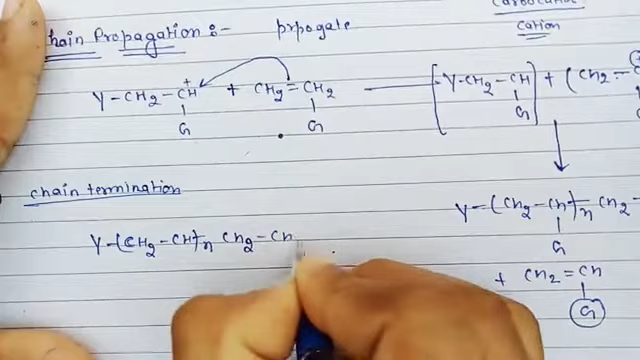 Carbocation
Chain Propagation :- prpogate
cation
Y-CH2-CH+ + CH2=CH2 → [Y-CH2-CH] + (CH2-
G G G
chain termination
Y-(CH2-CH)n CH2-
G
Y-(CH2-CH)n CH2-CH
+ CH2=CH
G